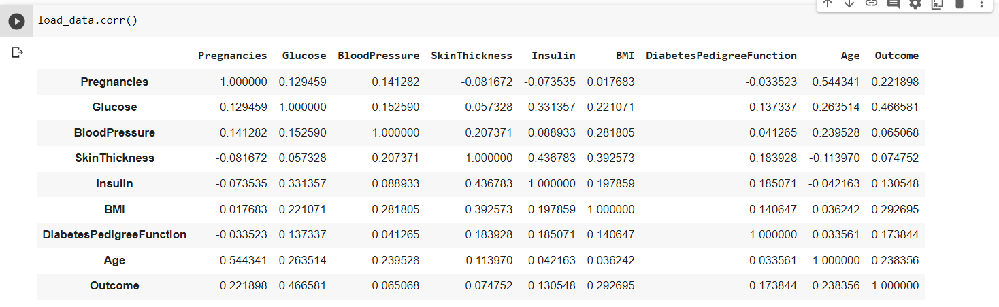 load_data.corr()
Pregnancies Glucose BloodPressure SkinThickness Insulin BMI DiabetesPedigreeFunction Age Outcome
Pregnancies 1.000000 0.129459 0.141282 -0.081672 -0.073535 0.017683 -0.033523 0.544341 0.221898
Glucose 0.129459 1.000000 0.152590 0.057328 0.331357 0.221071 0.137337 0.263514 0.466581
BloodPressure 0.141282 0.152590 1.000000 0.207371 0.088933 0.281805 0.041265 0.239528 0.065068
SkinThickness -0.081672 0.057328 0.207371 1.000000 0.436783 0.392573 0.183928 -0.113970 0.074752
Insulin -0.073535 0.331357 0.088933 0.436783 1.000000 0.197859 0.185071 -0.042163 0.130548
BMI 0.017683 0.221071 0.281805 0.392573 0.197859 1.000000 0.140647 0.036242 0.292695
DiabetesPedigreeFunction -0.033523 0.137337 0.041265 0.183928 0.185071 0.140647 1.000000 0.033561 0.173844
Age 0.544341 0.263514 0.239528 -0.113970 -0.042163 0.036242 0.033561 1.000000 0.238356
Outcome 0.221898 0.466581 0.065068 0.074752 0.130548 0.292695 0.173844 0.238356 1.000000